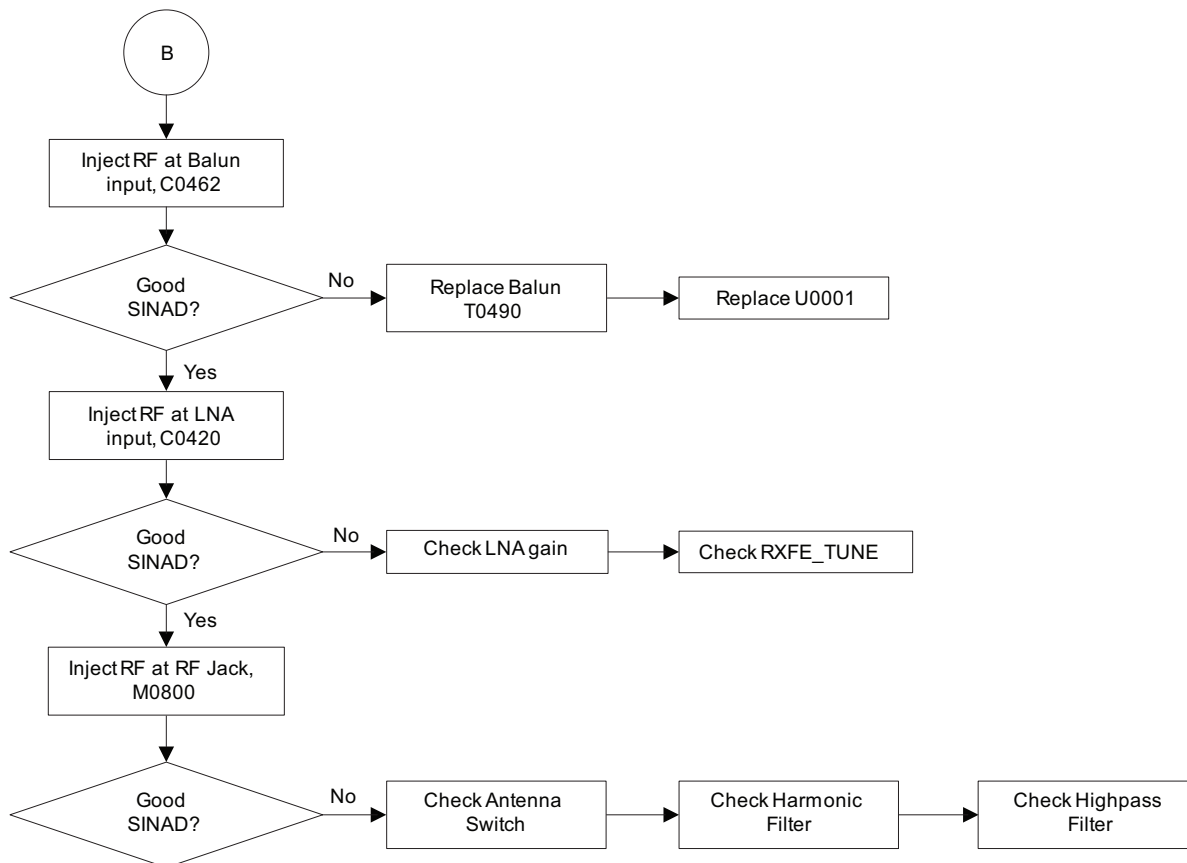 B
Inject RF at Balun
input, C0462
Good
SINAD?
No
Replace Balun
T0490
Replace U0001
Yes
Inject RF at LNA
input, C0420
Good
SINAD?
No
Check LNA gain
Check RXFE_TUNE
Yes
Inject RF at RF Jack,
M0800
Good
SINAD?
No
Check Antenna
Switch
Check Harmonic
Filter
Check Highpass
Filter